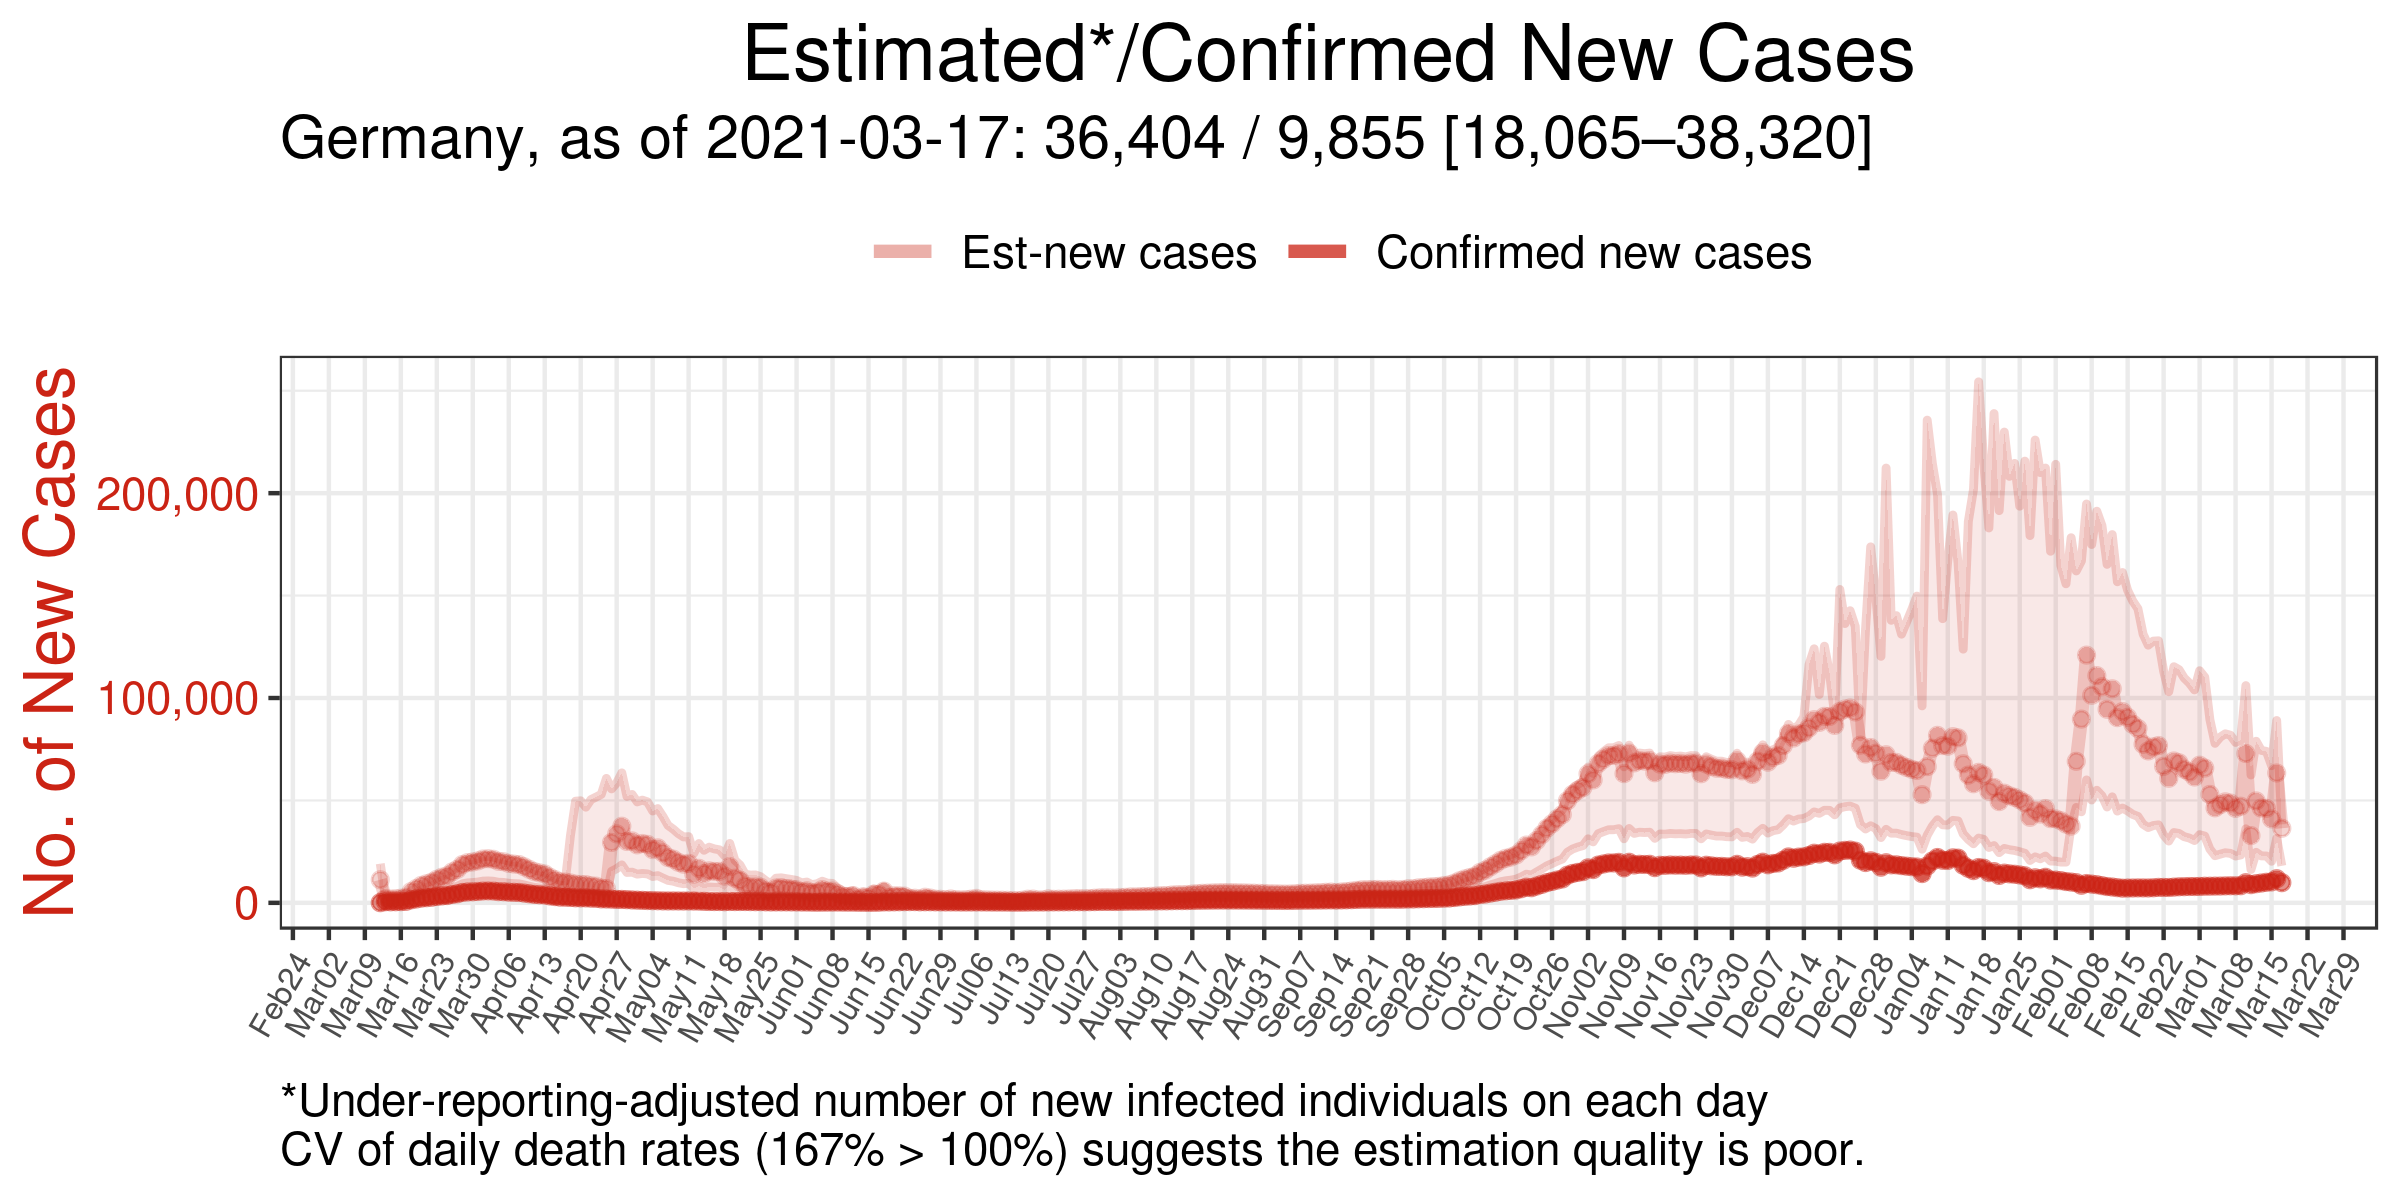 Estimated*/Confirmed New Cases
Germany, as of 2021-03-17: 36,404 / 9,855 [18,065–38,320]
Est-new cases
Confirmed new cases
No. of New Cases
200,000
100,000
0
Feb24
Mar02
Mar09
Mar16
Mar23
Mar30
Apr06
Apr13
Apr20
Apr27
May04
May11
May18
May25
Jun01
Jun08
Jun15
Jun22
Jun29
Jul06
Jul13
Jul20
Jul27
Aug03
Aug10
Aug17
Aug24
Aug31
Sep07
Sep14
Sep21
Sep28
Oct05
Oct12
Oct19
Oct26
Nov02
Nov09
Nov16
Nov23
Nov30
Dec07
Dec14
Dec21
Dec28
Jan04
Jan11
Jan18
Jan25
Feb01
Feb08
Feb15
Feb22
Mar01
Mar08
Mar15
Mar22
Mar29
*Under-reporting-adjusted number of new infected individuals on each day
CV of daily death rates (167% > 100%) suggests the estimation quality is poor.